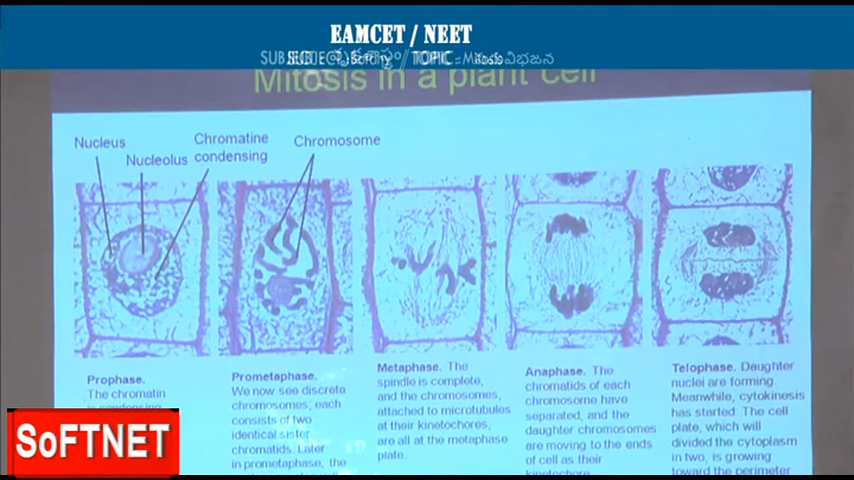 EAMCET / NEET
Mitosis in a plant cell
Nucleus
Nucleolus
Chromatine
condensing
Chromosome
Prophase.
The chromatin
is condensing
Prometaphase.
We now see discrete
chromosomes; each
consists of two
identical sister
chromatids. Later
in prometaphase, the
Metaphase. The
spindle is complete,
and the chromosomes,
attached to microtubules
at their kinetochores,
are all at the metaphase
plate.
Anaphase. The
chromatids of each
chromosome have
separated, and the
daughter chromosomes
are moving to the ends
of cell as their
kinetochore
Telophase. Daughter
nuclei are forming.
Meanwhile, cytokinesis
has started: The cell
plate, which will
divided the cytoplasm
in two, is growing
toward the perimeter
SoFTNET